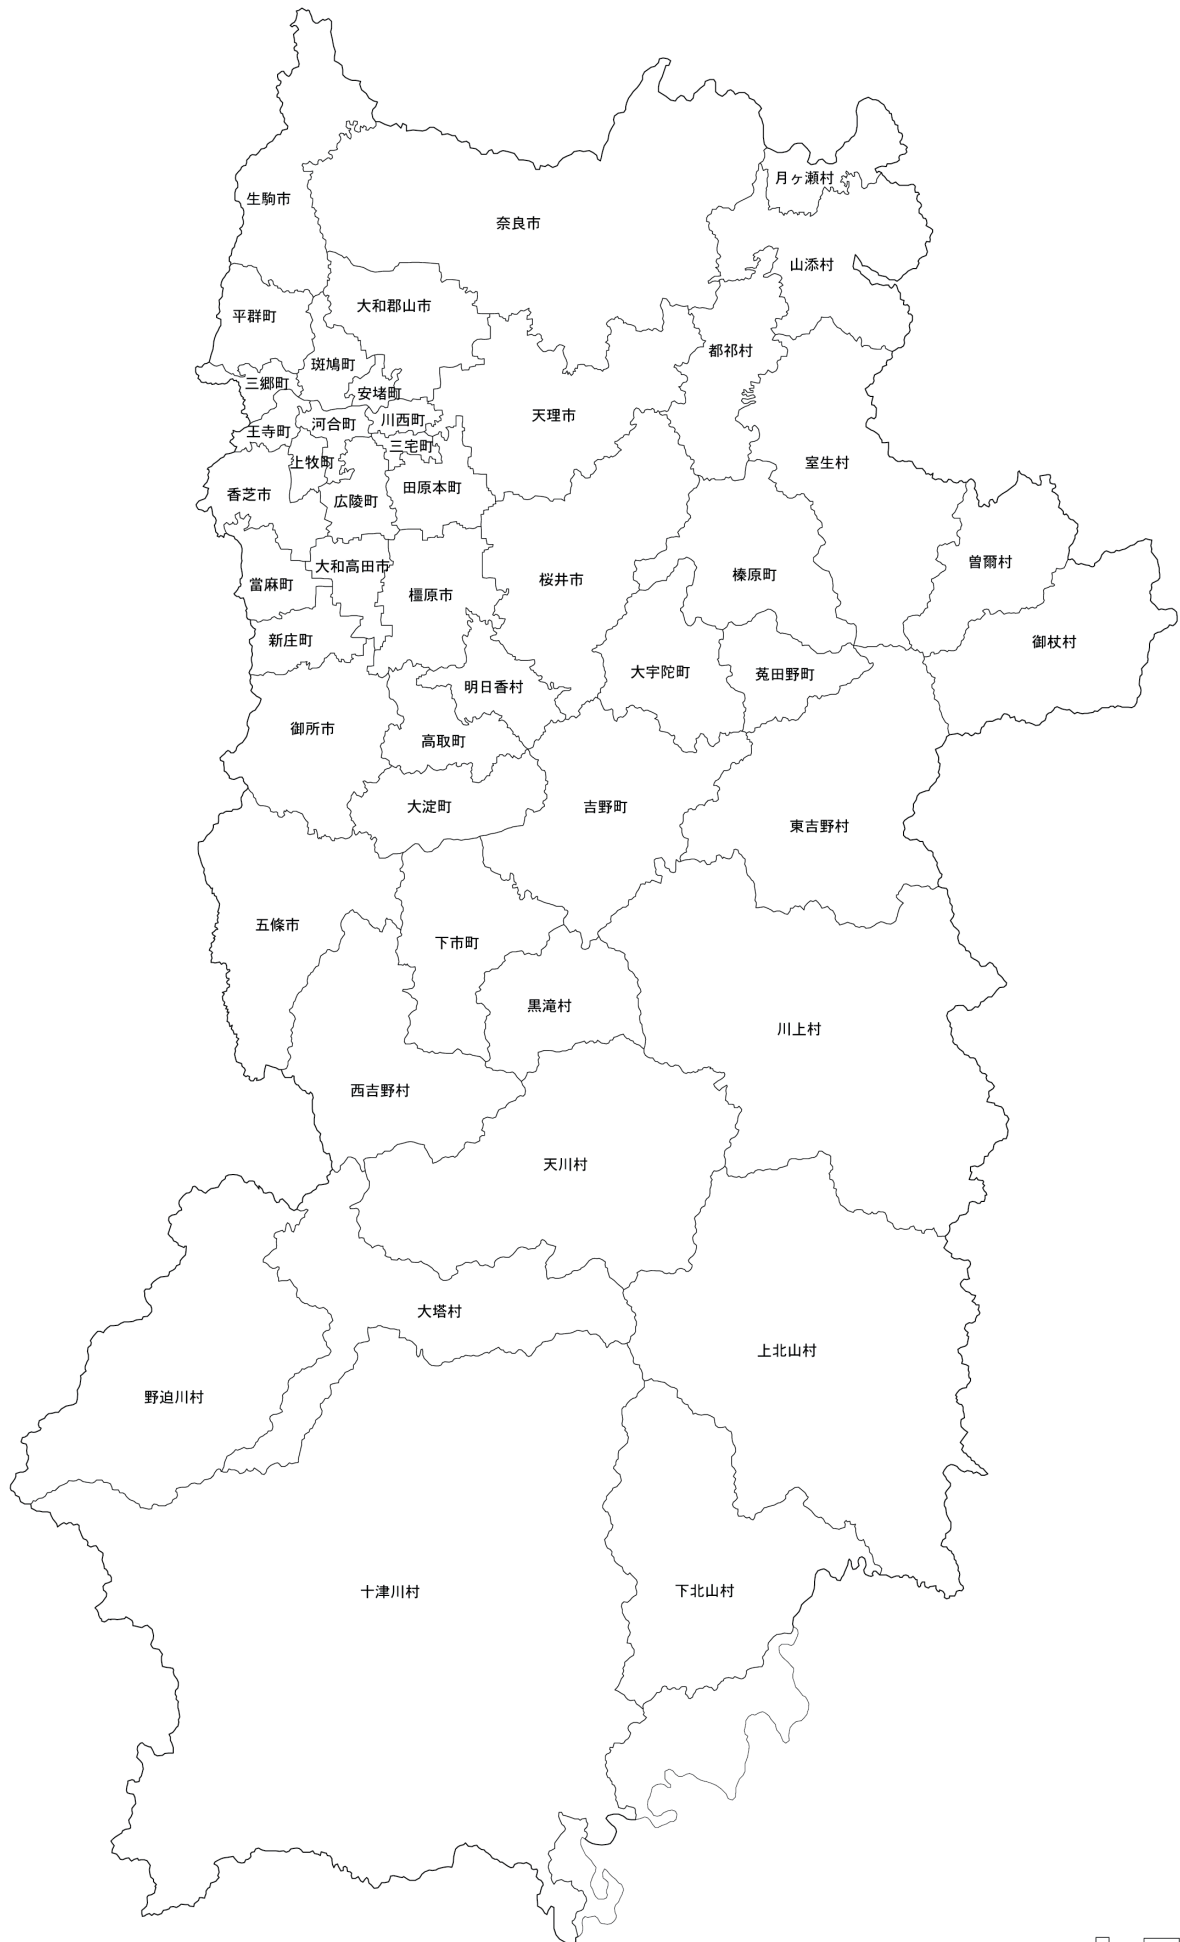 月ヶ瀬村
生駒市
奈良市
山添村
大和郡山市
平群町
都祁村
斑鳩町
三郷町
安堵町
天理市
川西町
河合町
王寺町
三宅町
上牧町
室生村
田原本町
香芝市
広陵町
曽爾村
大和高田市
榛原町
桜井市
當麻町
橿原市
新庄町
御杖村
大宇陀町
菟田野町
明日香村
御所市
高取町
大淀町
吉野町
東吉野村
五條市
下市町
黒滝村
川上村
西吉野村
天川村
大塔村
上北山村
野迫川村
十津川村
下北山村